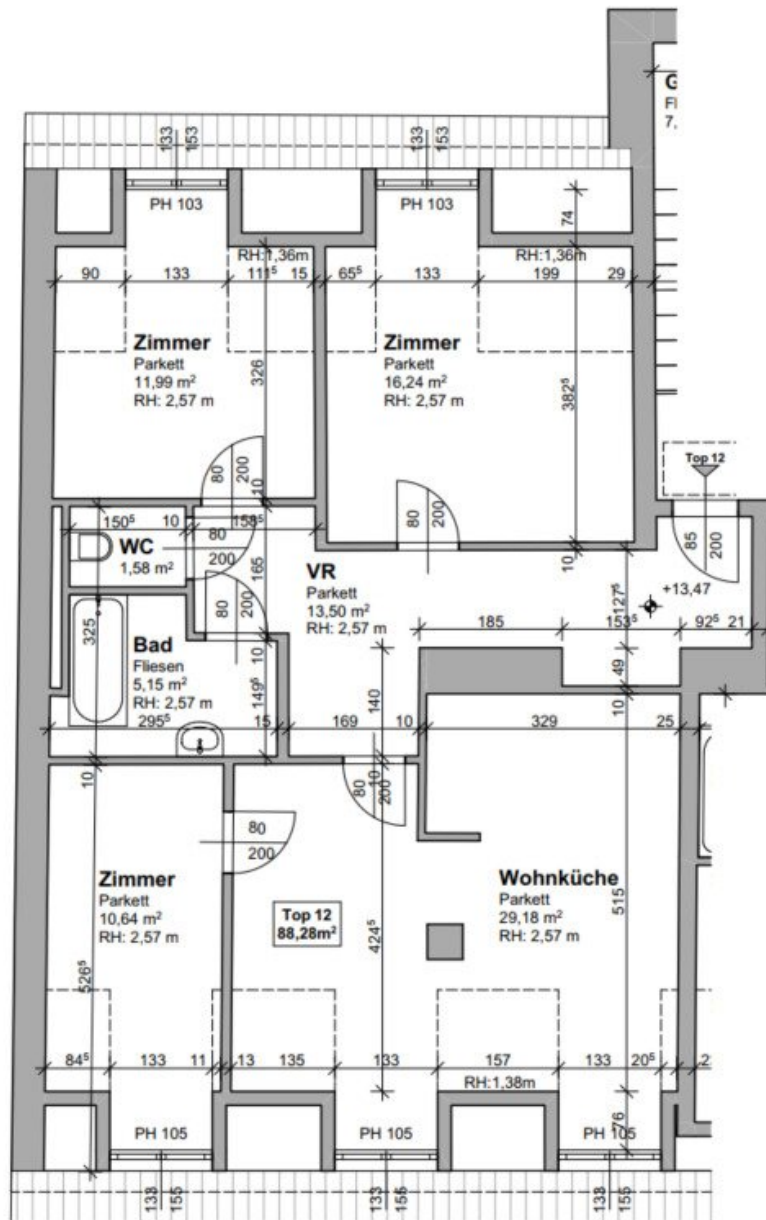 133
153
133
153
G
Fl
7,
PH 103
PH 103
74
RH:1,36m
RH:1,36m
90
133
111⁵
15
65⁵
133
199
29
Zimmer
Parkett
11,99 m²
RH: 2,57 m
326
Zimmer
Parkett
16,24 m²
RH: 2,57 m
382⁵
Top 12
80
200
10
80
200
85
200
150⁵
10
158⁵
WC
1,58 m²
80
200
165
VR
Parkett
13,50 m²
RH: 2,57 m
10
127⁵
+13,47
80
200
185
153⁵
92⁵
21
325
Bad
Fliesen
5,15 m²
RH: 2,57 m
10
149⁵
140
49
10
295⁵
15
169
10
329
25
10
10
80
200
80
200
Zimmer
Parkett
10,64 m²
RH: 2,57 m
Top 12
88,28m²
Wohnküche
Parkett
29,18 m²
RH: 2,57 m
515
424⁵
526⁵
84⁵
133
11
13
135
133
157
133
20⁵
2
RH:1,38m
76
PH 105
PH 105
PH 105
133
155
133
155
133
155